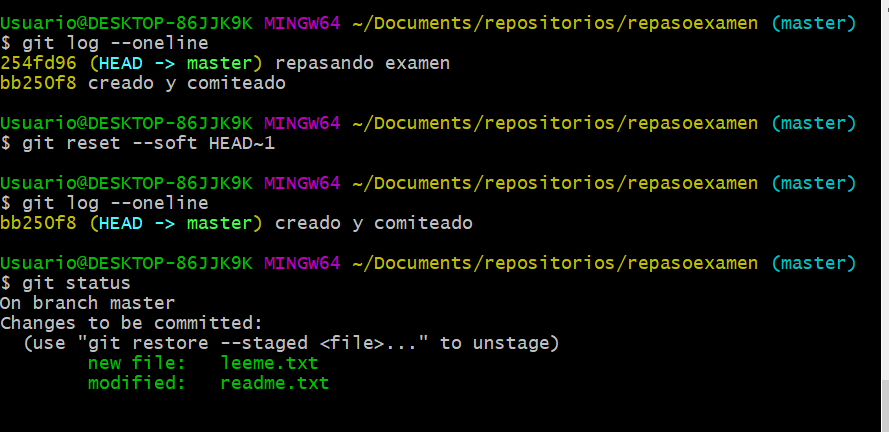 Usuario@DESKTOP-86JJK9K MINGW64 ~/Documents/repositorios/repasoexamen (master)
$ git log --oneline
254fd96 (HEAD -> master) repasando examen
bb250f8 creado y comiteado
Usuario@DESKTOP-86JJK9K MINGW64 ~/Documents/repositorios/repasoexamen (master)
$ git reset --soft HEAD~1
Usuario@DESKTOP-86JJK9K MINGW64 ~/Documents/repositorios/repasoexamen (master)
$ git log --oneline
bb250f8 (HEAD -> master) creado y comiteado
Usuario@DESKTOP-86JJK9K MINGW64 ~/Documents/repositorios/repasoexamen (master)
$ git status
On branch master
Changes to be committed:
  (use "git restore --staged <file>..." to unstage)
        new file:   leeme.txt
        modified:   readme.txt